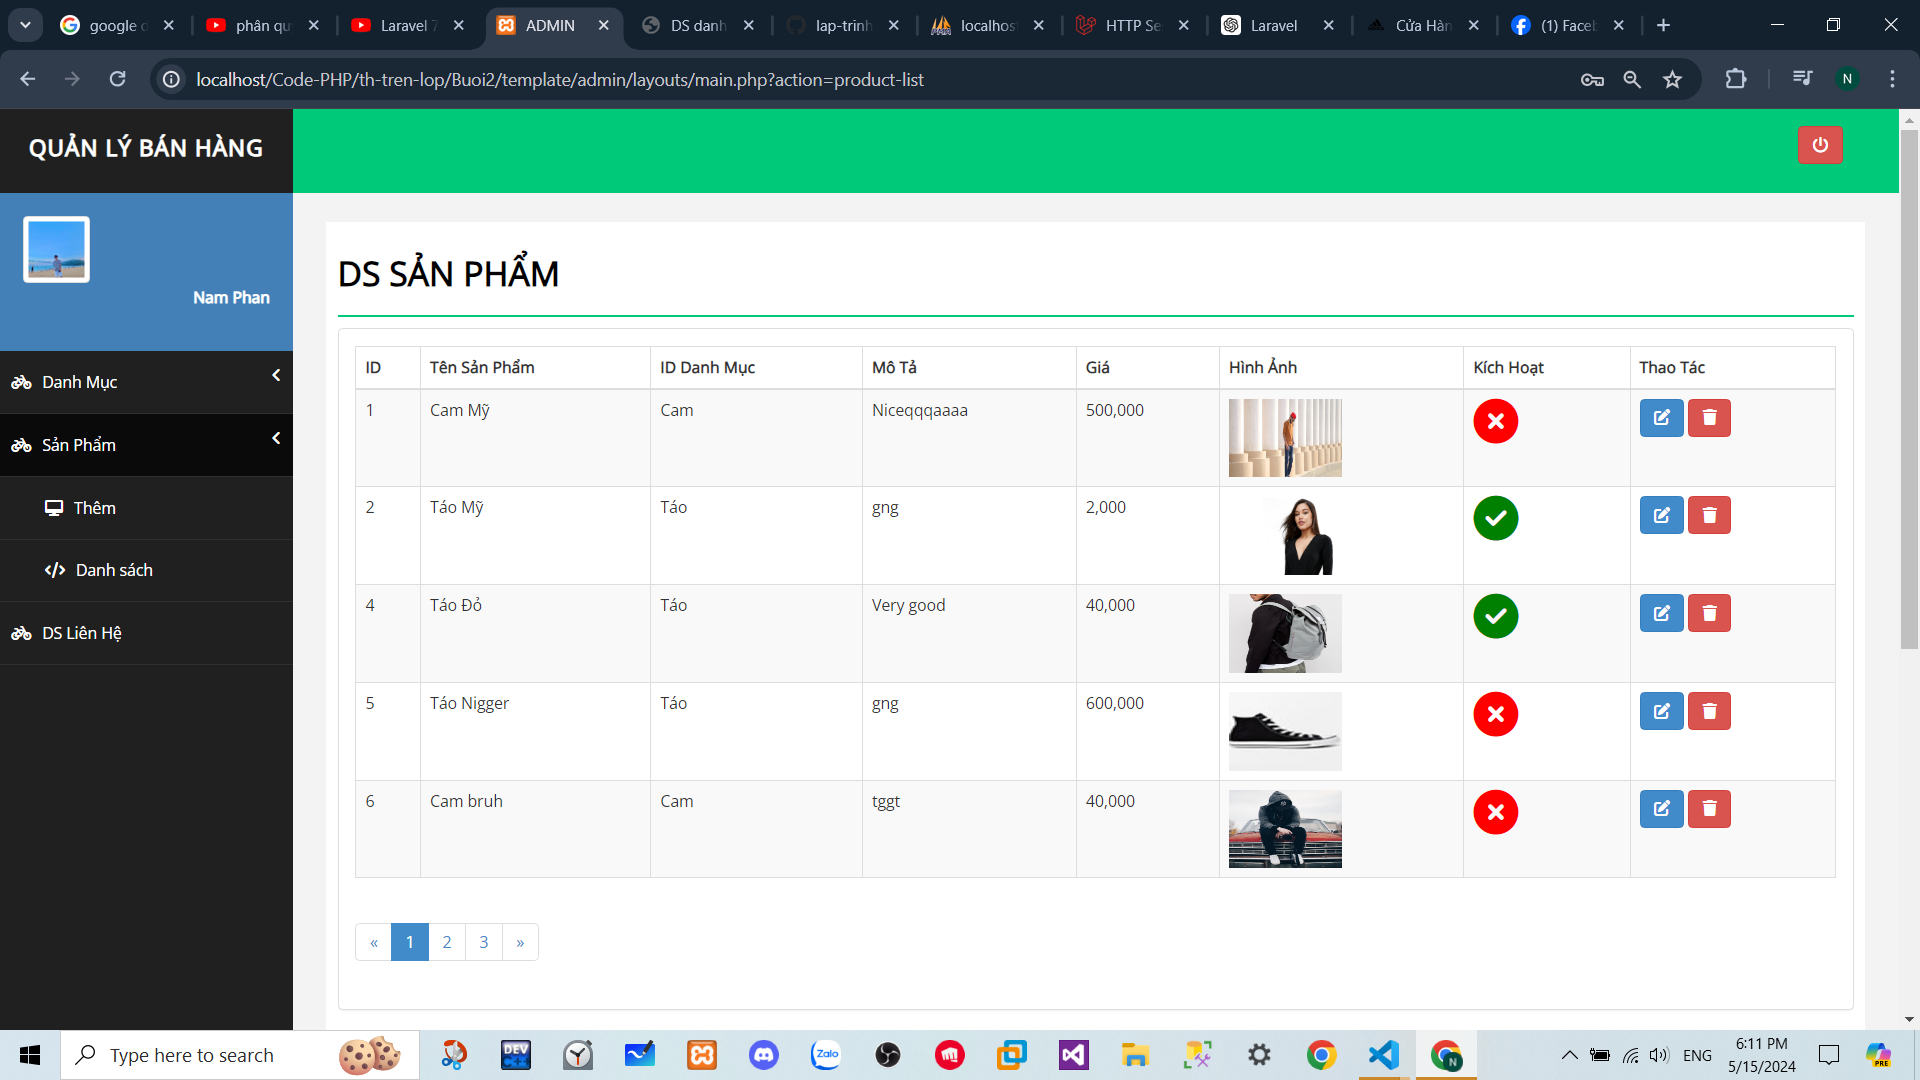 google d
phân qu
Laravel 7
ADMIN
DS danh
lap-trinh
localhos
HTTP Se
Laravel
Cửa Hàn
(1) Faceb
localhost/Code-PHP/th-tren-lop/Buoi2/template/admin/layouts/main.php?action=product-list
N
QUẢN LÝ BÁN HÀNG
Nam Phan
Danh Mục
Sản Phẩm
Thêm
Danh sách
DS Liên Hệ
DS SẢN PHẨM
ID Tên Sản Phẩm ID Danh Mục Mô Tả Giá Hình Ảnh Kích Hoạt Thao Tác
1 Cam Mỹ Cam Niceqqqaaaa 500,000
2 Táo Mỹ Táo gng 2,000
4 Táo Đỏ Táo Very good 40,000
5 Táo Nigger Táo gng 600,000
6 Cam bruh Cam tggt 40,000
« 1 2 3 »
Type here to search
DEV C++
Zalo
N
ENG
6:11 PM
5/15/2024
PRE